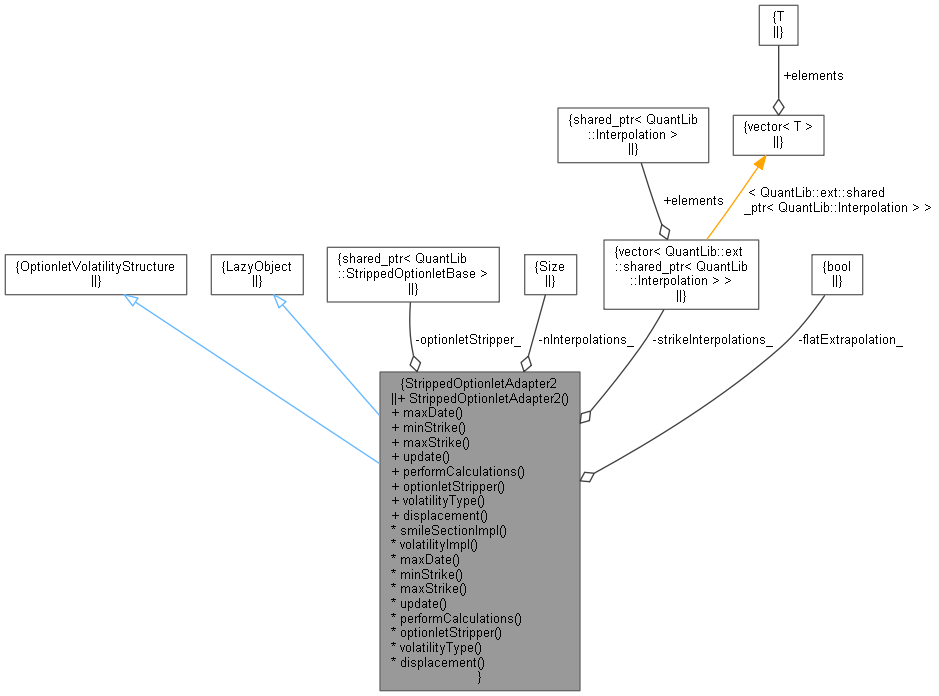 {T
||}
+elements
{shared_ptr< QuantLib
::Interpolation >
||}
{vector< T >
||}
+elements
< QuantLib::ext::shared
_ptr< QuantLib::Interpolation > >
{OptionletVolatilityStructure
||}
{LazyObject
||}
{shared_ptr< QuantLib
::StrippedOptionletBase >
||}
{Size
||}
{vector< QuantLib::ext
::shared_ptr< QuantLib
::Interpolation > >
||}
{bool
||}
-optionletStripper_
-nInterpolations_
-strikeInterpolations_
-flatExtrapolation_
{StrippedOptionletAdapter2
||+ StrippedOptionletAdapter2()
+ maxDate()
+ minStrike()
+ maxStrike()
+ update()
+ performCalculations()
+ optionletStripper()
+ volatilityType()
+ displacement()
* smileSectionImpl()
* volatilityImpl()
* maxDate()
* minStrike()
* maxStrike()
* update()
* performCalculations()
* optionletStripper()
* volatilityType()
* displacement()
}